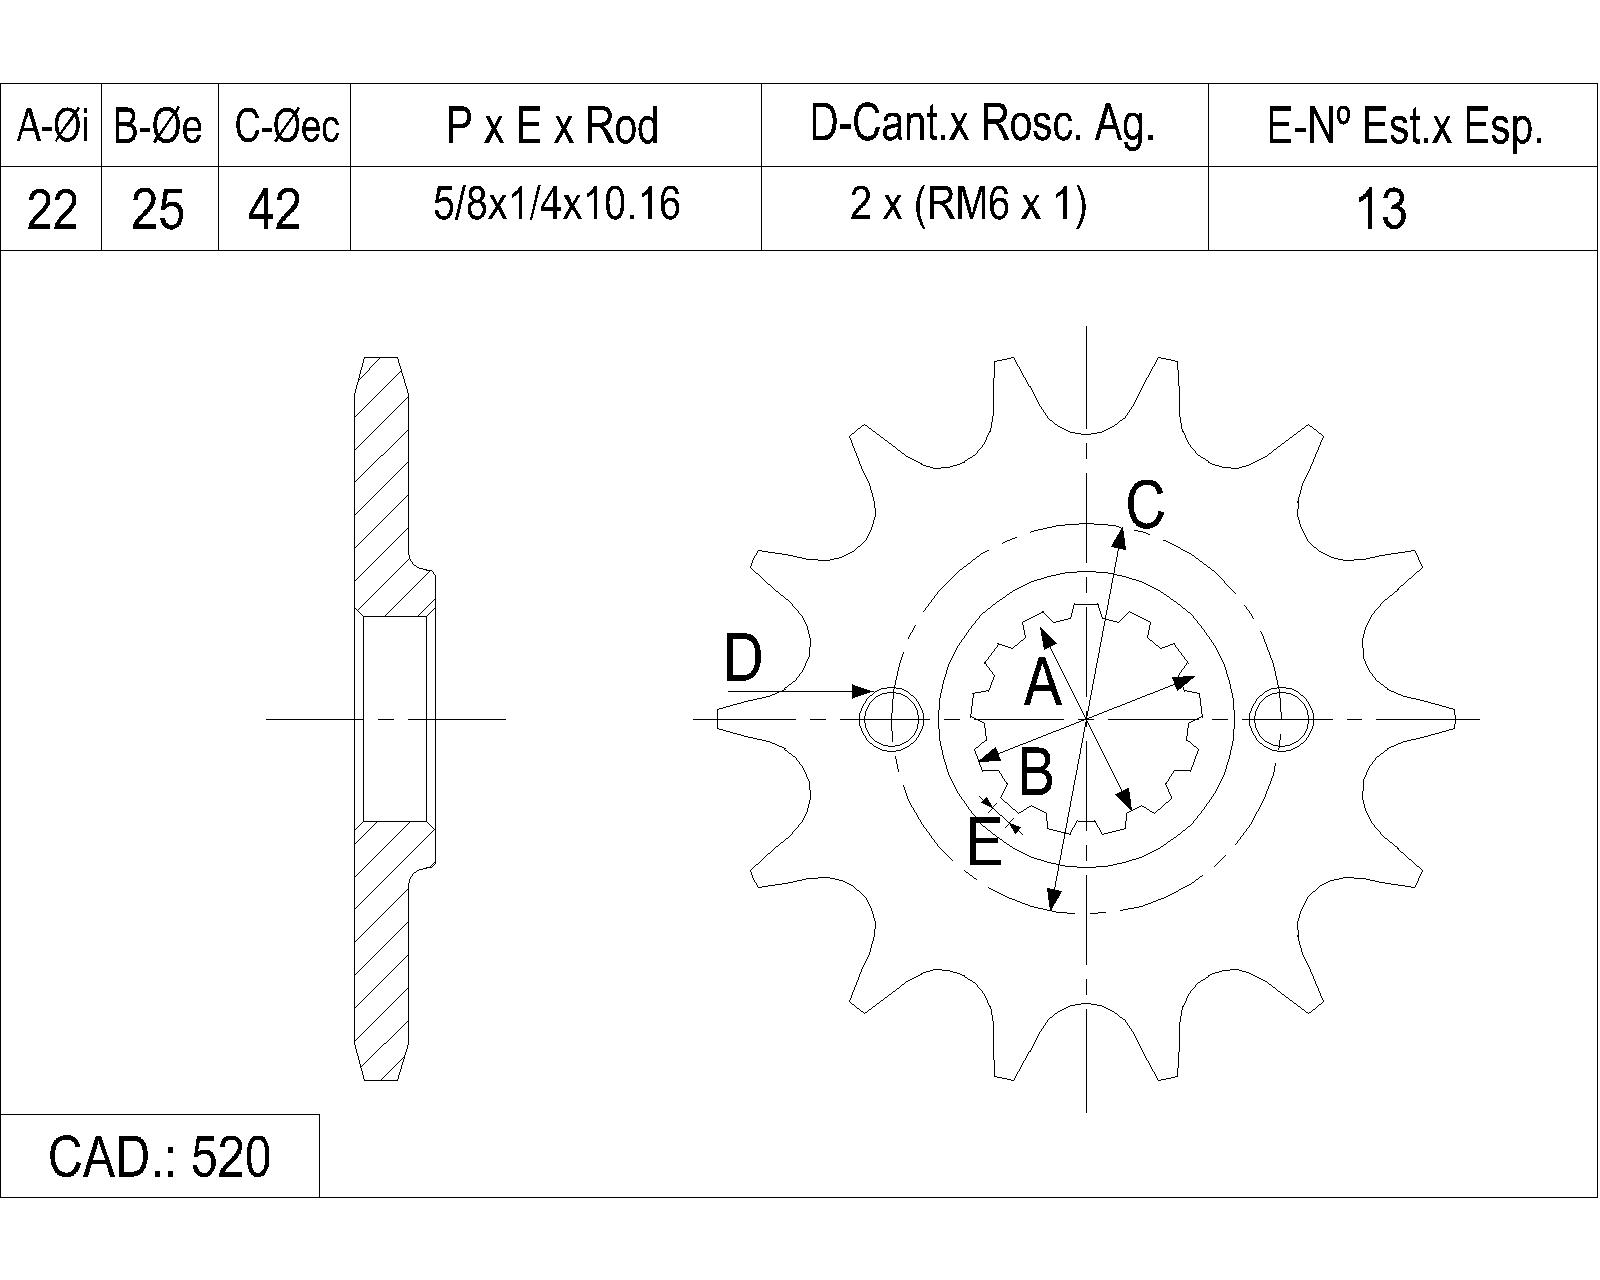 A-Øi B-Øe C-Øec P x E x Rod D-Cant.x Rosc. Ag. E-Nº Est.x Esp.
22 25 42 5/8x1/4x10.16 2 x (RM6 x 1) 13
C
D
A
B
E
CAD.: 520